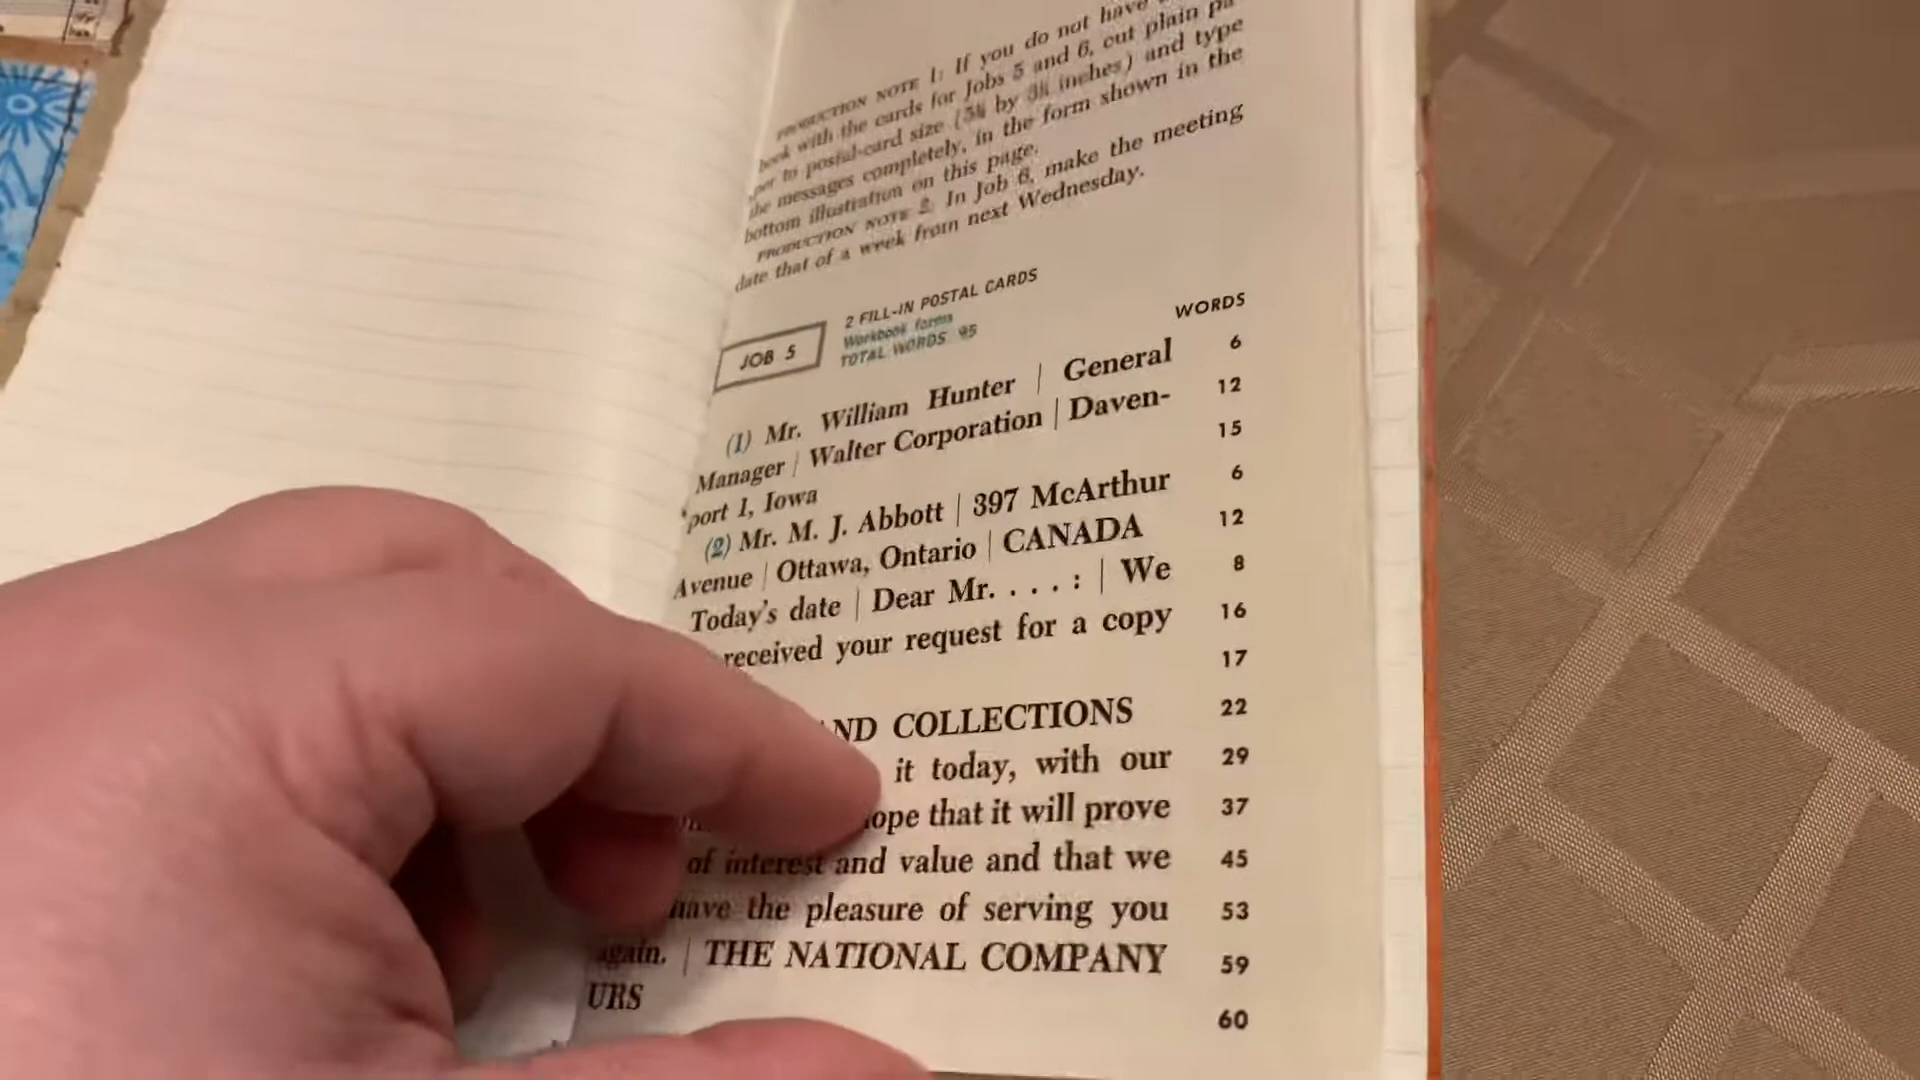 PRODUCTION NOTE 1: If you do not have
book with the cards for Jobs 5 and 6, cut plain pa
per to postal-card size (5½ by 3¼ inches) and type
the messages completely, in the form shown in the
bottom illustration on this page.
PRODUCTION NOTE 2: In Job 6, make the meeting
date that of a week from next Wednesday.
JOB 5
2 FILL-IN POSTAL CARDS
Workbook forms
TOTAL WORDS 95
WORDS
(1) Mr. William Hunter | General 6
Manager | Walter Corporation | Daven- 12
port 1, Iowa 15
(2) Mr. M. J. Abbott | 397 McArthur 6
Avenue | Ottawa, Ontario | CANADA 12
Today's date | Dear Mr. . . . : | We 8
received your request for a copy 16
17
AND COLLECTIONS 22
it today, with our 29
hope that it will prove 37
of interest and value and that we 45
have the pleasure of serving you 53
again. | THE NATIONAL COMPANY 59
URS 60